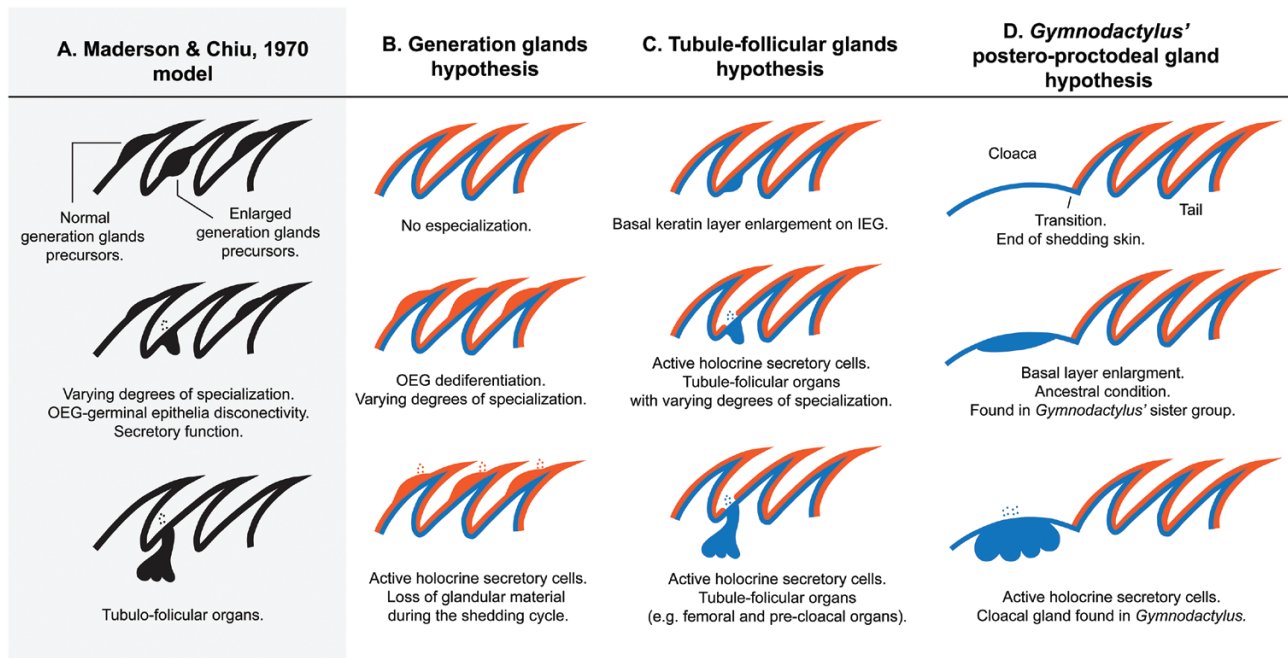 A. Maderson & Chiu, 1970
model
B. Generation glands
hypothesis
C. Tubule-follicular glands
hypothesis
D. Gymnodactylus'
postero-proctodeal gland
hypothesis
Normal
generation glands
precursors.
Enlarged
generation glands
precursors.
No especialization.
Basal keratin layer enlargement on IEG.
Cloaca
Transition.
End of shedding skin.
Tail
Varying degrees of specialization.
OEG-germinal epithelia disconectivity.
Secretory function.
OEG dediferentiation.
Varying degrees of specialization.
Active holocrine secretory cells.
Tubule-folicular organs
with varying degrees of specialization.
Basal layer enlargment.
Ancestral condition.
Found in Gymnodactylus' sister group.
Tubulo-folicular organs.
Active holocrine secretory cells.
Loss of glandular material
during the shedding cycle.
Active holocrine secretory cells.
Tubule-folicular organs
(e.g. femoral and pre-cloacal organs).
Active holocrine secretory cells.
Cloacal gland found in Gymnodactylus.